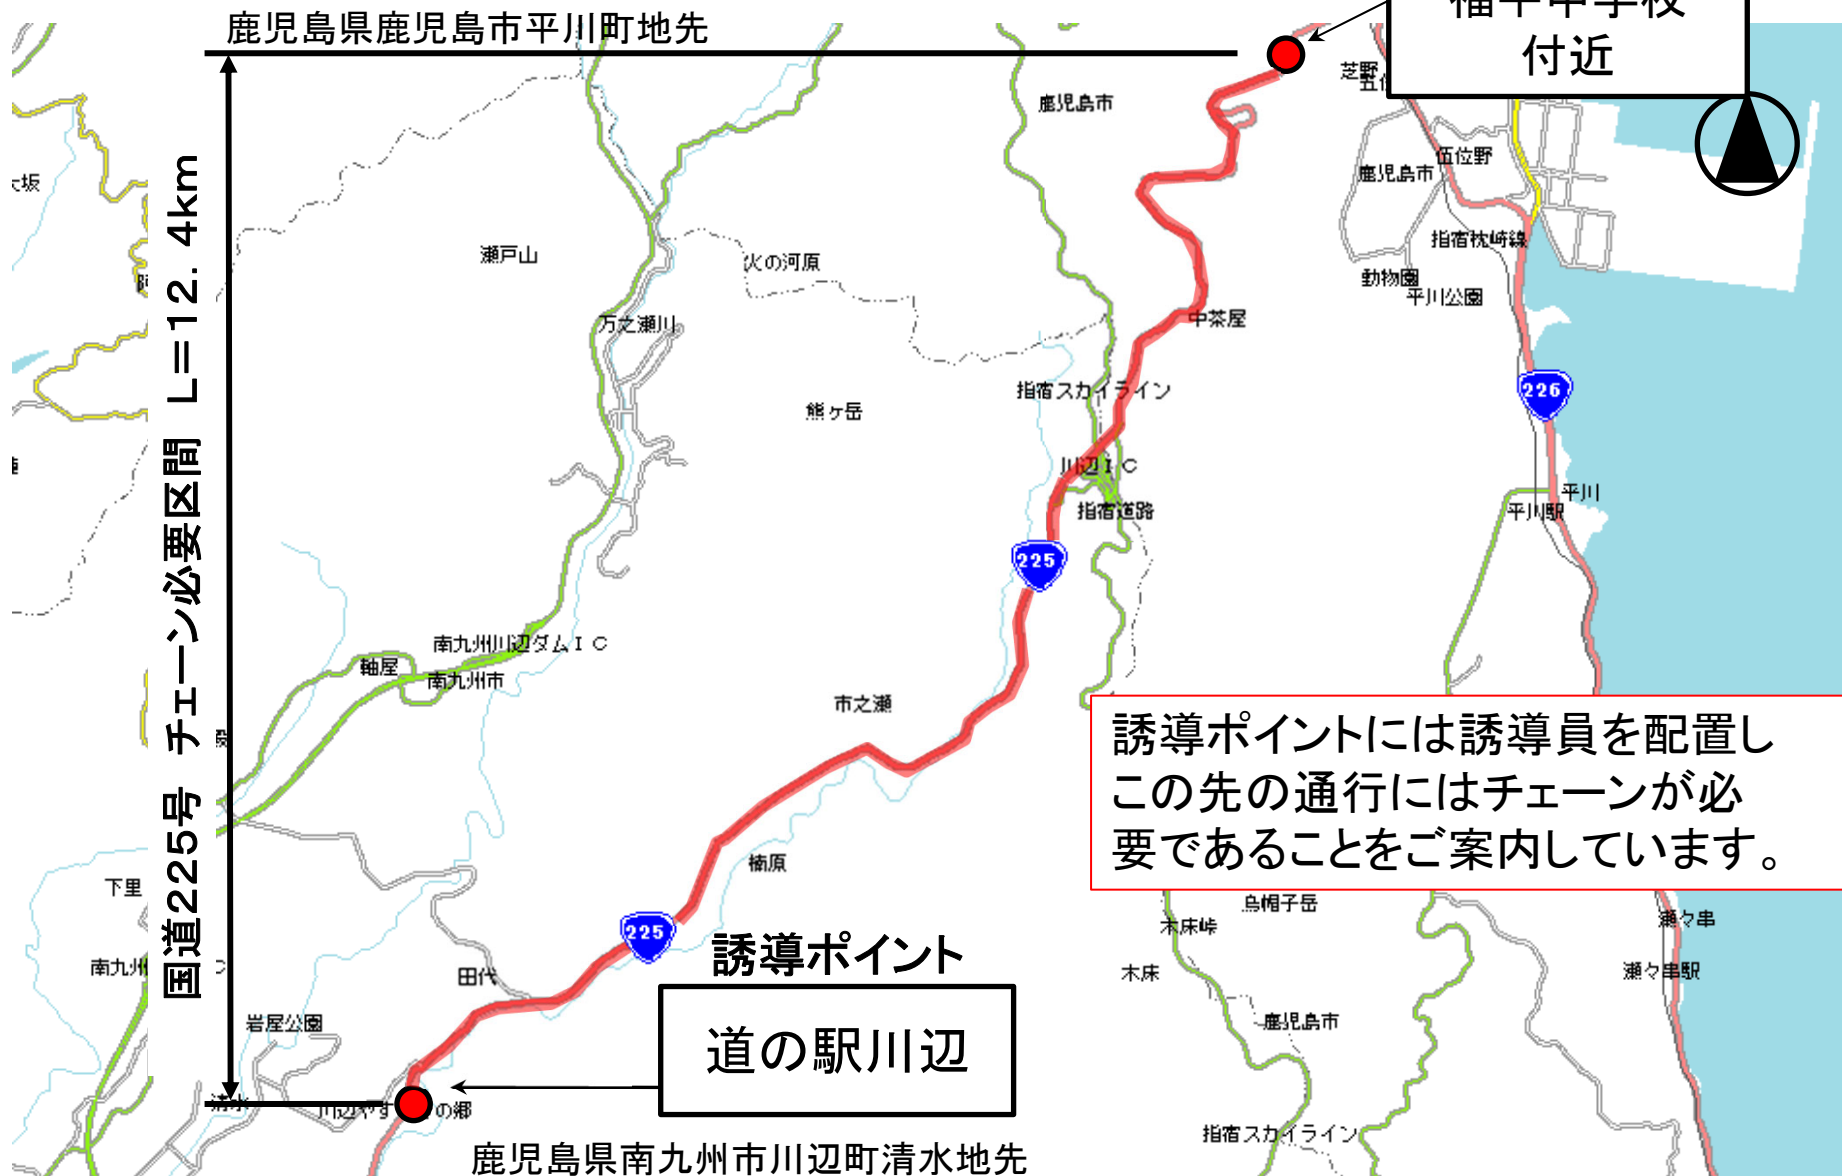 鹿児島県鹿児島市平川町地先
付近
国道225号 チェーン必要区間 L=12.4km
鹿児島市
芝野
伍位野
鹿児島市
指宿枕崎線
動物園
平川公園
瀬戸山
火の河原
万之瀬川
中茶屋
指宿スカイライン
熊ヶ岳
226
川辺IC
指宿道路
平川
平川駅
225
南九州川辺ダムIC
軸屋
南九州市
市之瀬
誘導ポイントには誘導員を配置し
この先の通行にはチェーンが必
要であることをご案内しています。
楠原
下里
烏帽子岳
木床峠
瀬々串
225
誘導ポイント
南九州
田代
木床
瀬々串駅
岩屋公園
鹿児島市
道の駅川辺
清水
川辺やす
の郷
指宿スカイライン
鹿児島県南九州市川辺町清水地先